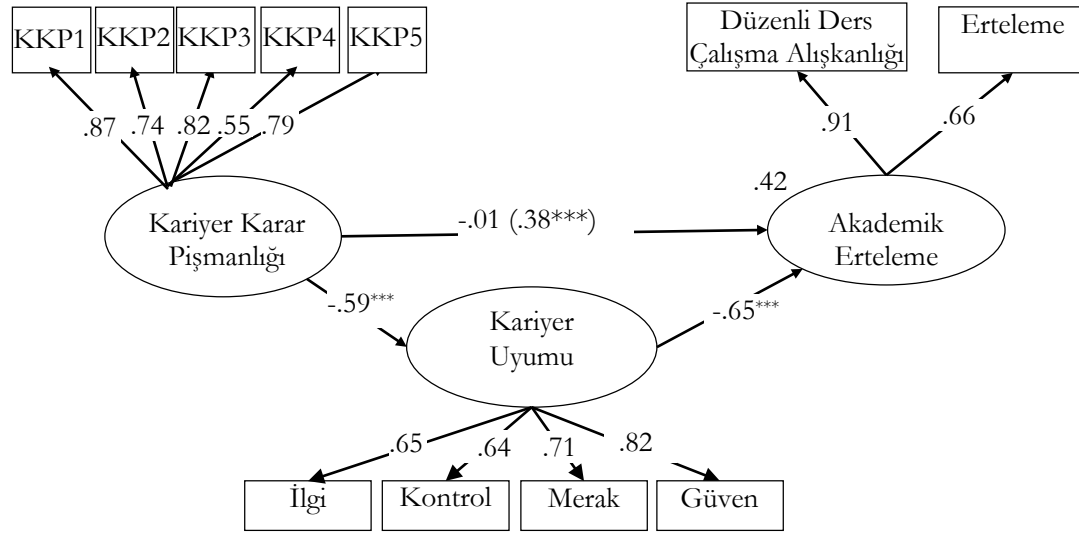 KKP1 KKP2 KKP3 KKP4 KKP5
Düzenli Ders
Çalışma Alışkanlığı
Erteleme
.87 .74 .82 .55 .79
.91
.66
.42
Kariyer Karar
Pişmanlığı
-.01 (.38***)
Akademik
Erteleme
-.59***
-.65***
Kariyer
Uyumu
.65 .64 .71 .82
İlgi Kontrol Merak Güven